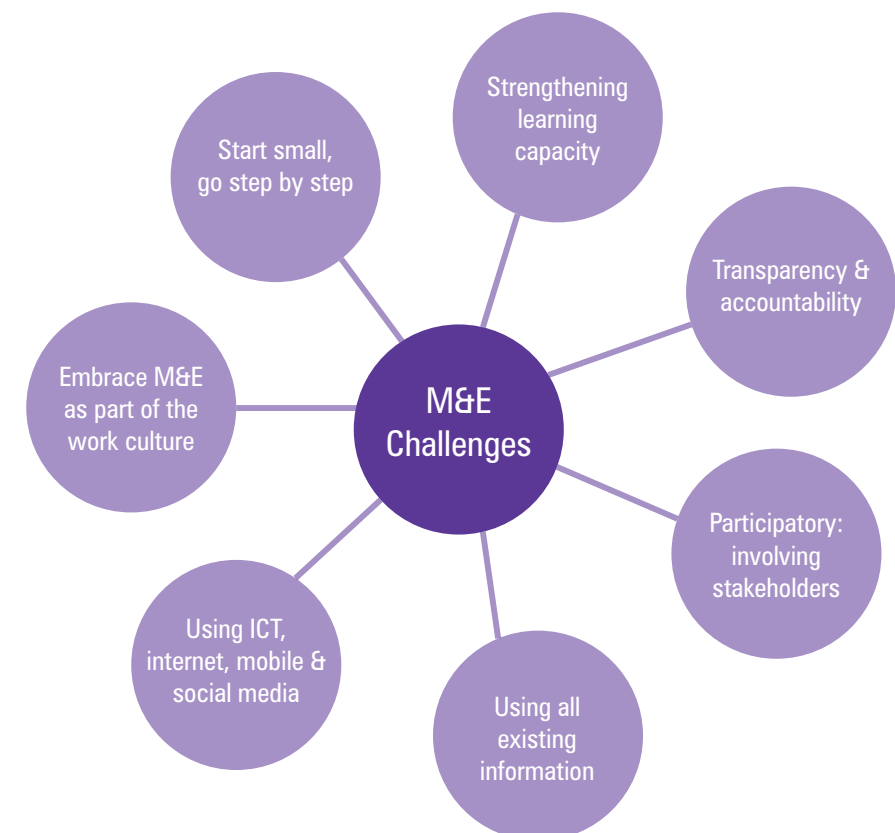 Strengthening
learning
capacity
Start small,
go step by step
Transparency &
accountability
Embrace M&E
as part of the
work culture
M&E
Challenges
Participatory:
involving
stakeholders
Using ICT,
internet, mobile &
social media
Using all
existing
information